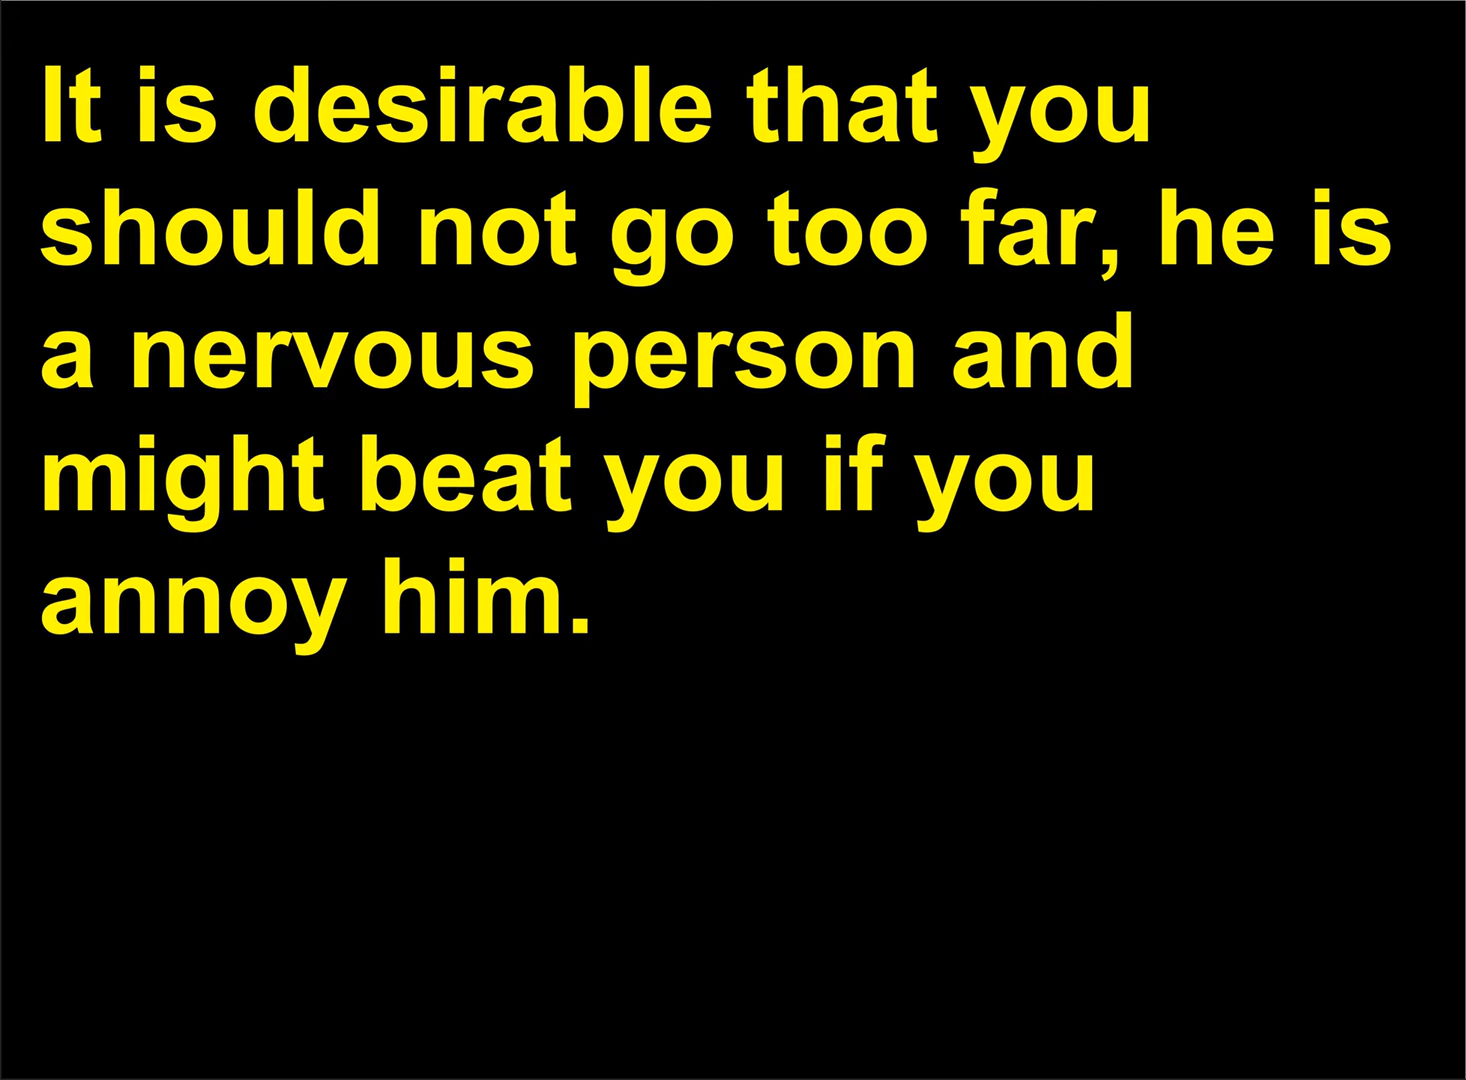 It is desirable that you
should not go too far, he is
a nervous person and
might beat you if you
annoy him.